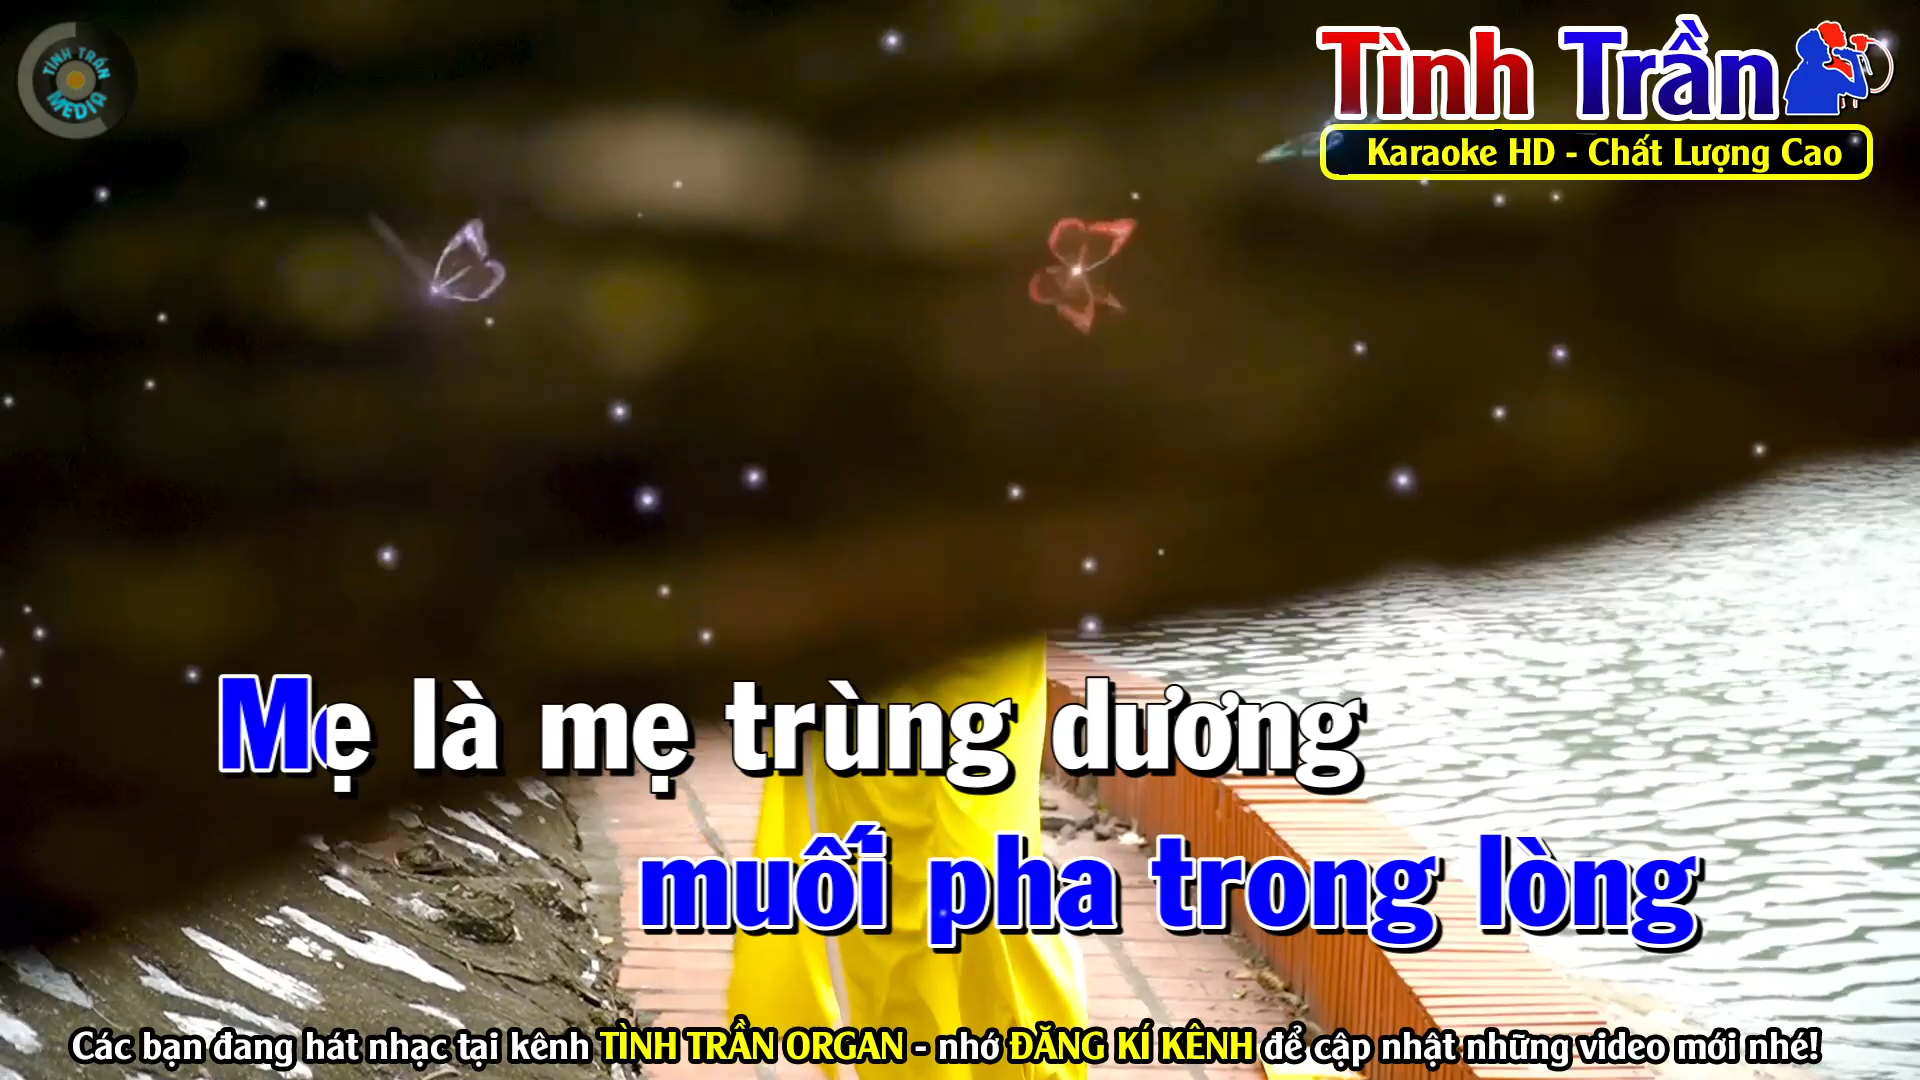 TÌNH TRẦN
MEDIA
Tình Trần
Karaoke HD - Chất Lượng Cao
Mẹ là mẹ trùng dương
muối pha trong lòng
Các bạn đang hát nhạc tại kênh TÌNH TRẦN ORGAN - nhớ ĐĂNG KÍ KÊNH để cập nhật những video mới nhé!